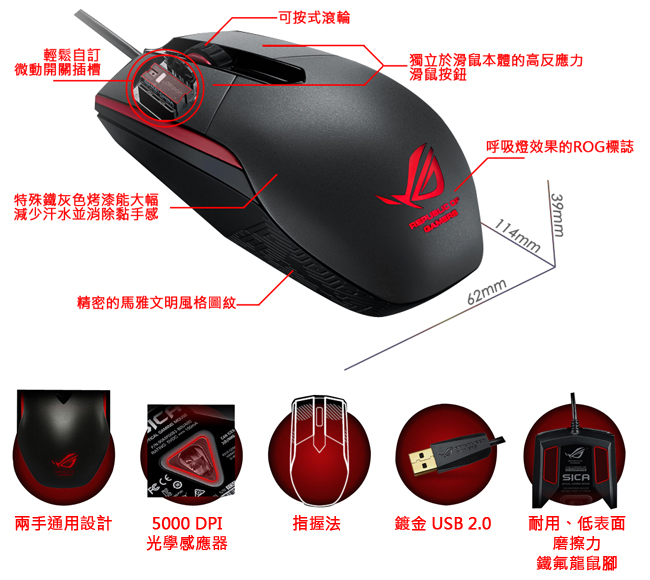 可按式滾輪
輕鬆自訂
微動開關插槽
獨立於滑鼠本體的高反應力
滑鼠按鈕
呼吸燈效果的ROG標誌
REPUBLIC OF
GAMERS
特殊鐵灰色烤漆能大幅
減少汗水並消除黏手感
39mm
114mm
62mm
精密的馬雅文明風格圖紋
SICA
兩手通用設計
5000 DPI
光學感應器
指握法
鍍金 USB 2.0
耐用、低表面
磨擦力
鐵氟龍鼠腳